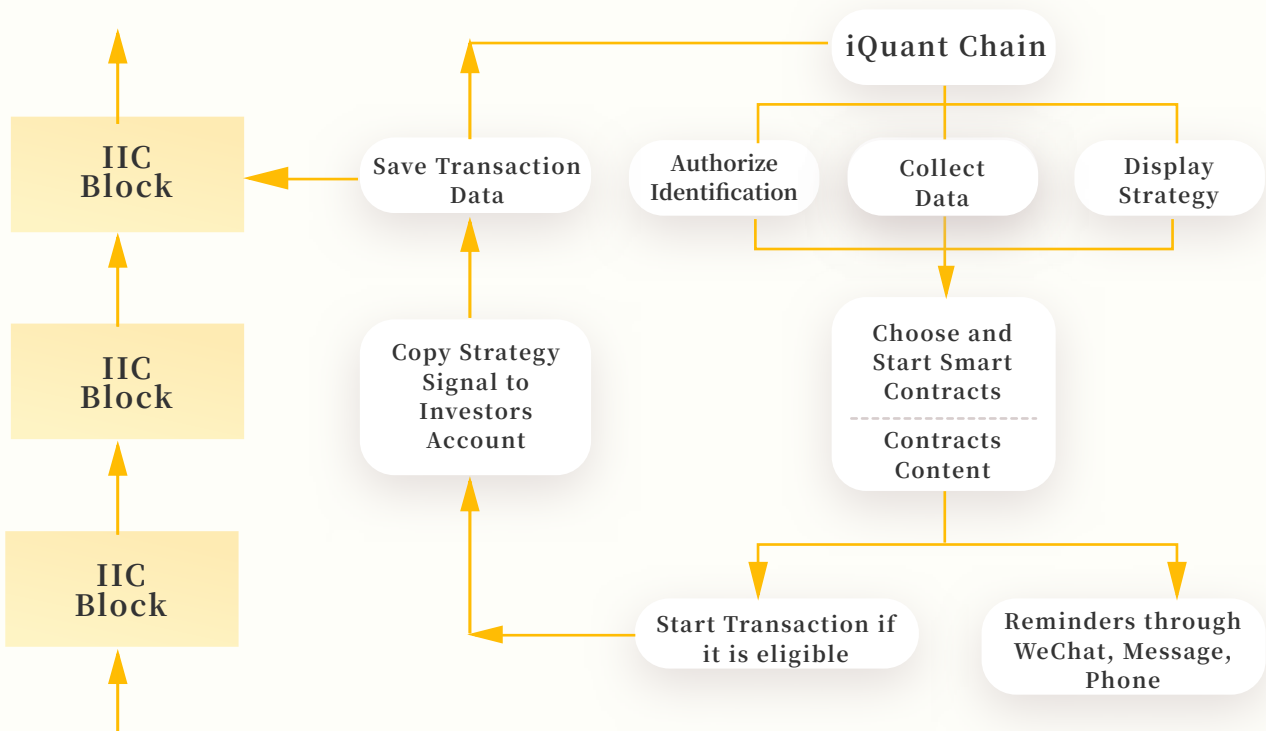 iQuant Chain
IIC
Block
Save Transaction
Data
Authorize
Identification
Collect
Data
Display
Strategy
IIC
Block
Copy Strategy
Signal to
Investors
Account
Choose and
Start Smart
Contracts
Contracts
Content
IIC
Block
Start Transaction if
it is eligible
Reminders through
WeChat, Message,
Phone